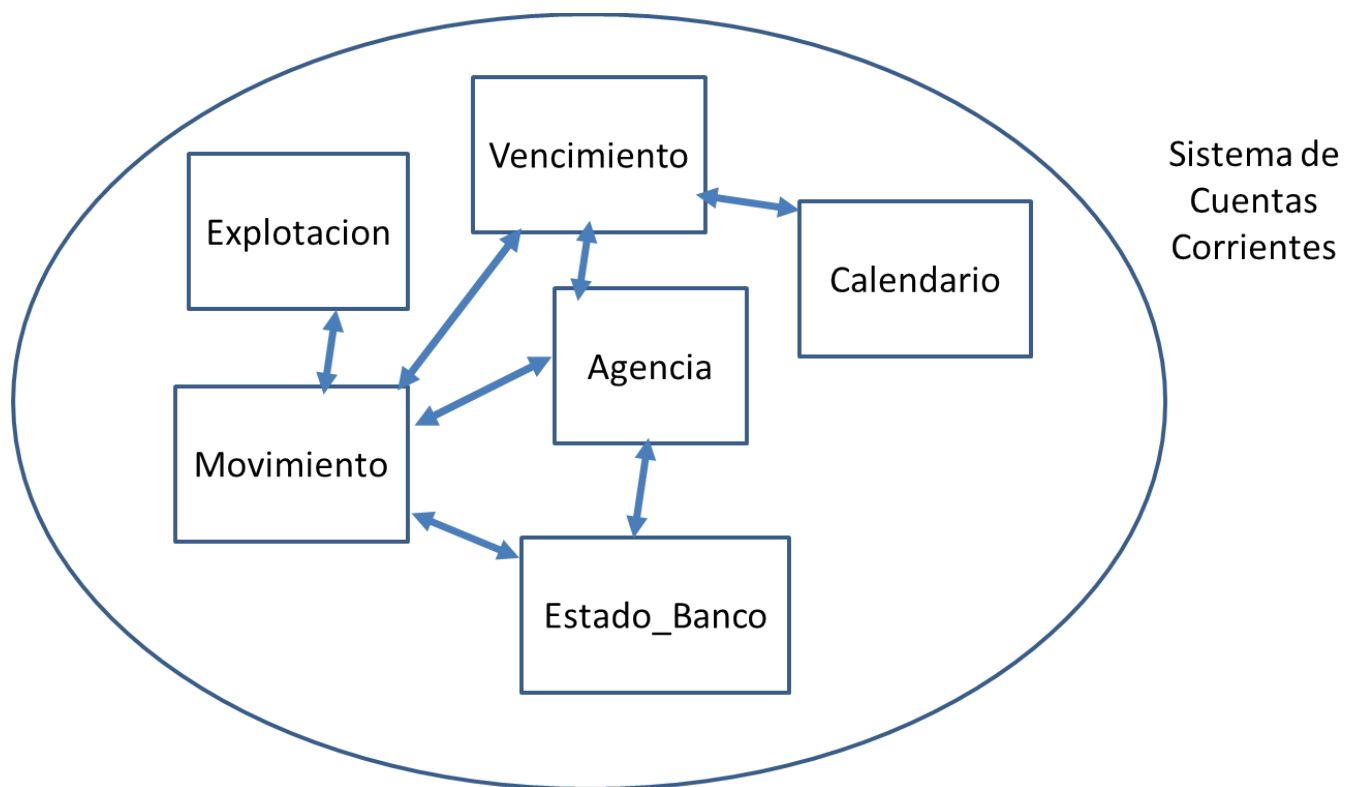 Vencimiento
Explotacion
Calendario
Agencia
Movimiento
Estado_Banco
Sistema de
Cuentas
Corrientes